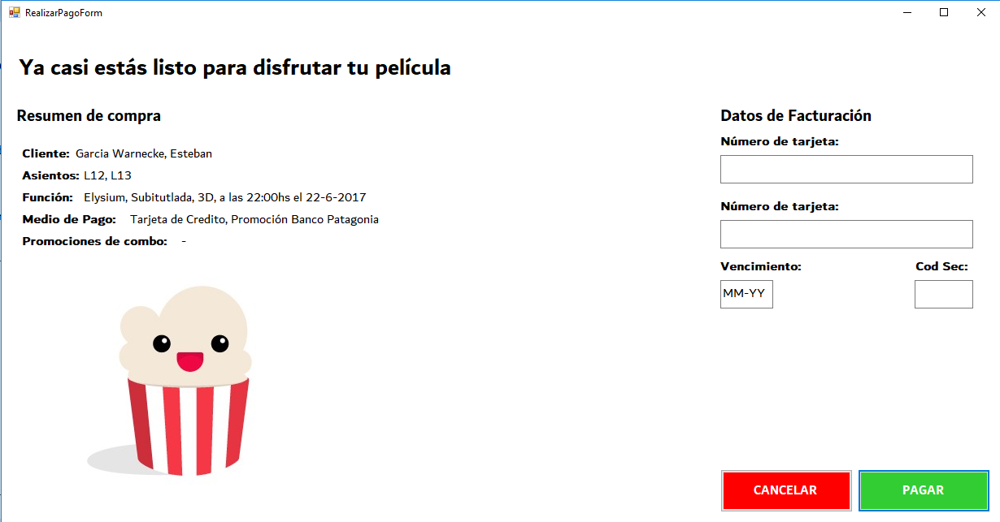 RealizarPagoForm
Ya casi estás listo para disfrutar tu película
Resumen de compra
Cliente: Garcia Warnecke, Esteban
Asientos: L12, L13
Función: Elysium, Subitutlada, 3D, a las 22:00hs el 22-6-2017
Medio de Pago: Tarjeta de Credito, Promoción Banco Patagonia
Promociones de combo: -
Datos de Facturación
Número de tarjeta:
Número de tarjeta:
Vencimiento: Cod Sec:
MM-YY
CANCELAR PAGAR